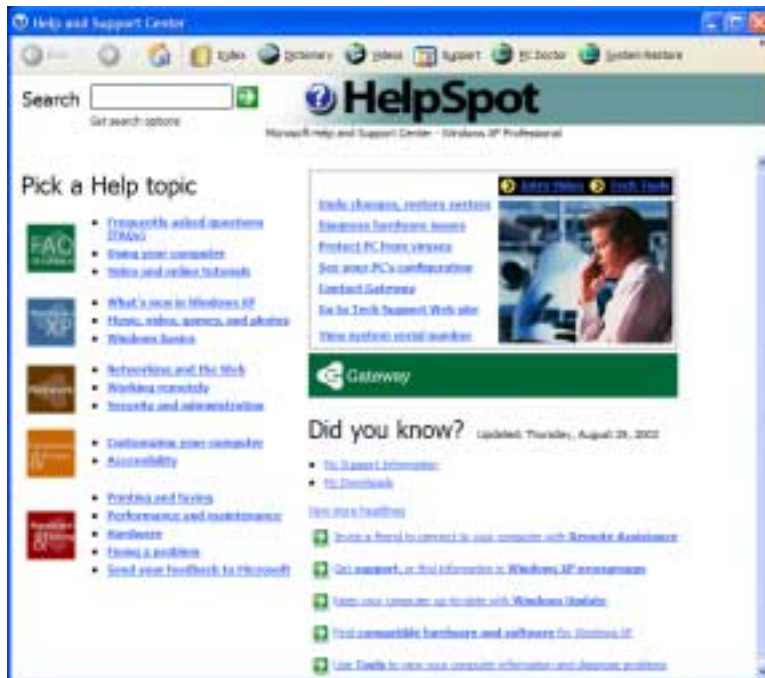 Help and Support Center
Index Dictionary Videos Support PC Doctor System Restore
Search
Get search options
HelpSpot
Microsoft Help and Support Center - Windows XP Professional
Pick a Help topic
FAQ
Frequently asked questions (FAQs)
Using your computer
Video and online tutorials
XP
What's new in Windows XP
Music, video, games, and photos
Windows basics
Networking and the Web
Working remotely
Security and administration
Customizing your computer
Accessibility
Printing and faxing
Performance and maintenance
Hardware
Fixing a problem
Send your feedback to Microsoft
Intro Video Tech Tools
Undo changes, restore system
Diagnose hardware issues
Protect PC from viruses
See your PC's configuration
Contact Gateway
Go to Tech Support Web site
View system serial number
Gateway
Did you know? Updated: Thursday, August 29, 2002
My Support Information
My Downloads
View more headlines
Invite a friend to connect to your computer with Remote Assistance
Get support, or find information in Windows XP newsgroups
Keep your computer up-to-date with Windows Update
Find compatible hardware and software for Windows XP
Use Tools to view your computer information and diagnose problems